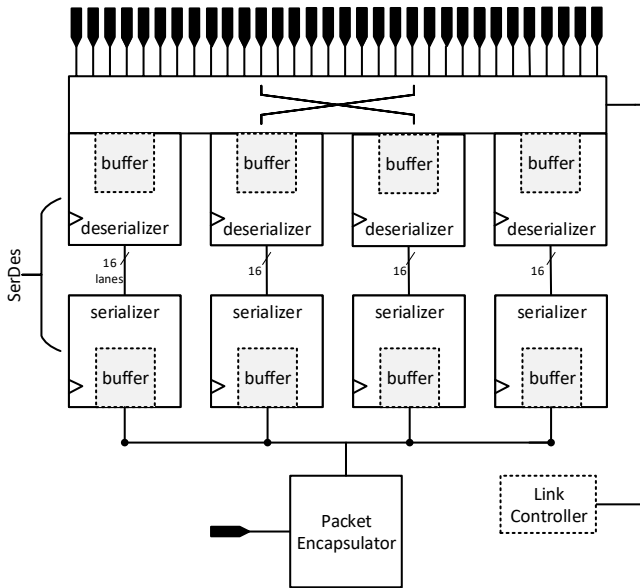 buffer buffer buffer buffer
deserializer deserializer deserializer deserializer
SerDes
16 16 16 16
lanes
serializer serializer serializer serializer
buffer buffer buffer buffer
Packet
Encapsulator
Link
Controller